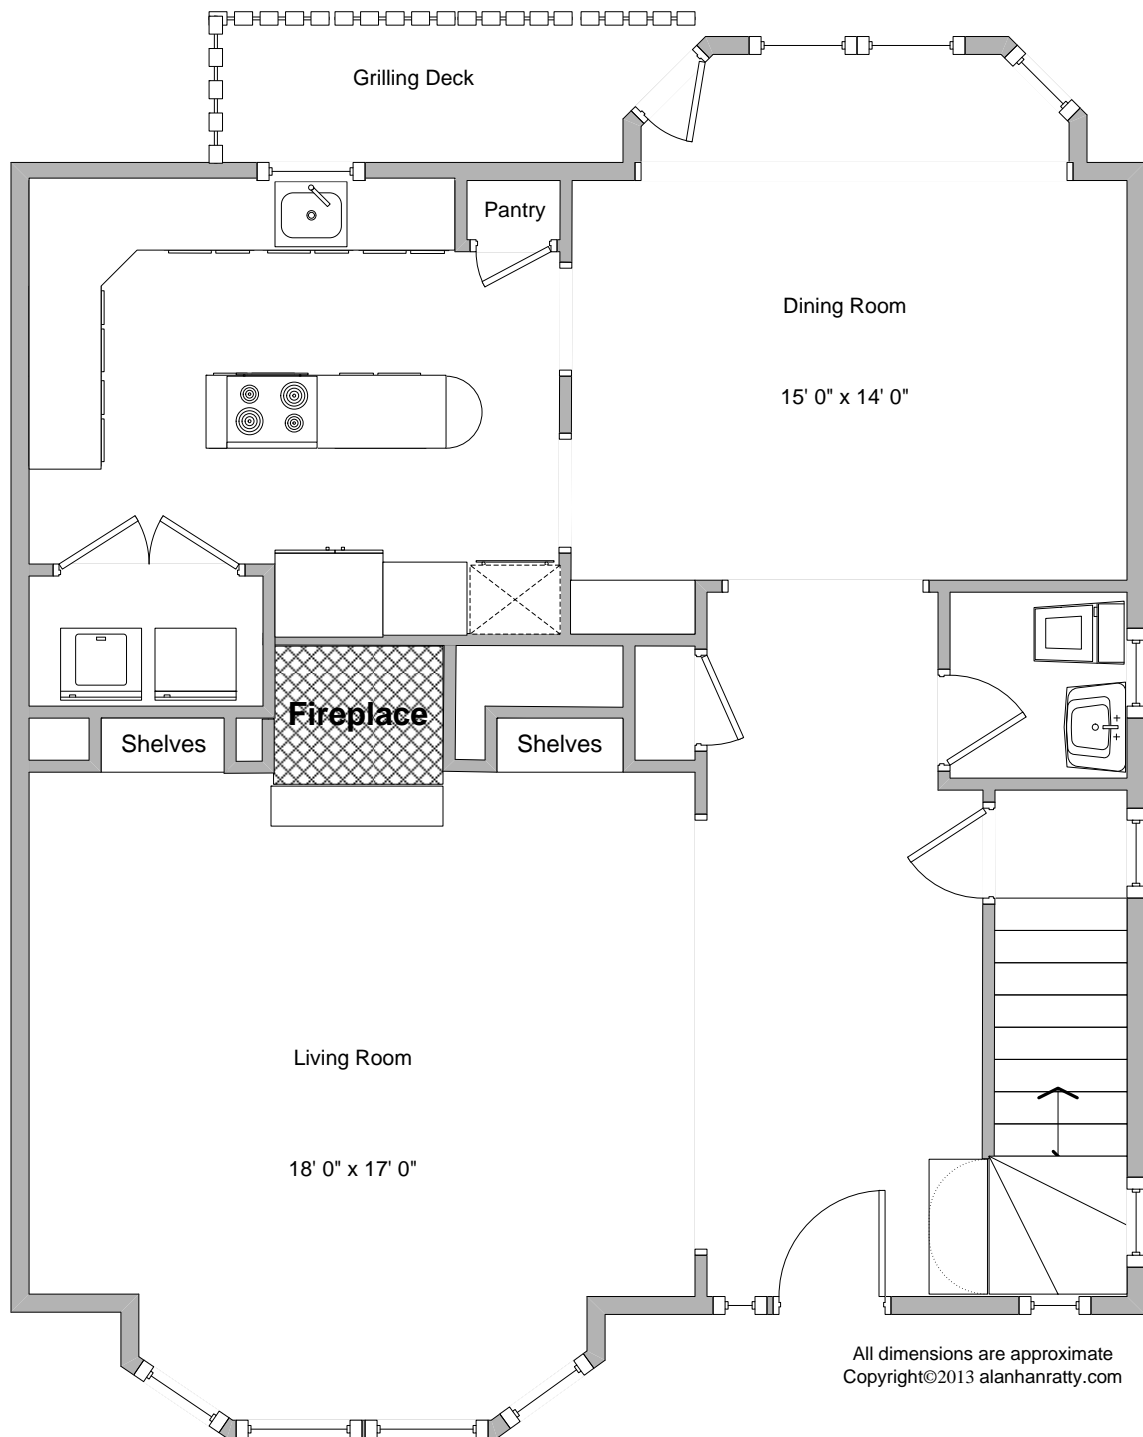 Grilling Deck
Pantry
Dining Room
15' 0" x 14' 0"
Fireplace
Shelves
Shelves
Living Room
18' 0" x 17' 0"
All dimensions are approximate
Copyright©2013 alanhanratty.com